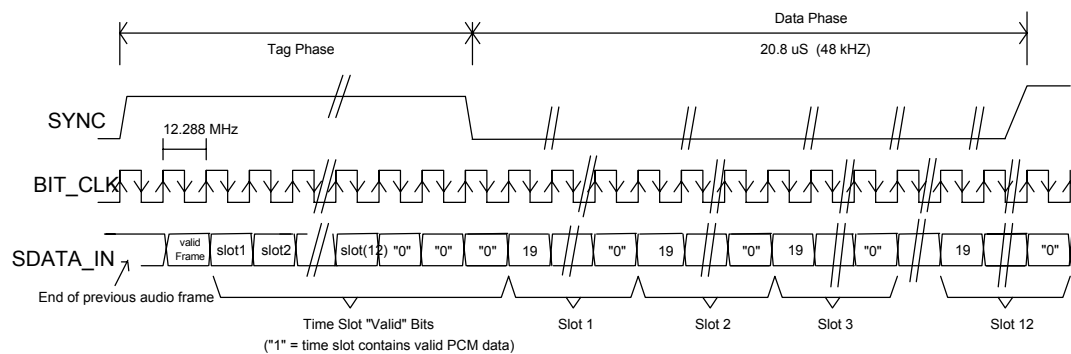 Data Phase
Tag Phase
20.8 uS (48 kHZ)
SYNC
12.288 MHz
BIT_CLK
SDATA_IN
valid
Frame
slot1 slot2 slot(12) "0" "0" "0" 19 "0" 19 "0" 19 "0" 19 "0"
End of previous audio frame
Time Slot "Valid" Bits
("1" = time slot contains valid PCM data)
Slot 1
Slot 2
Slot 3
Slot 12